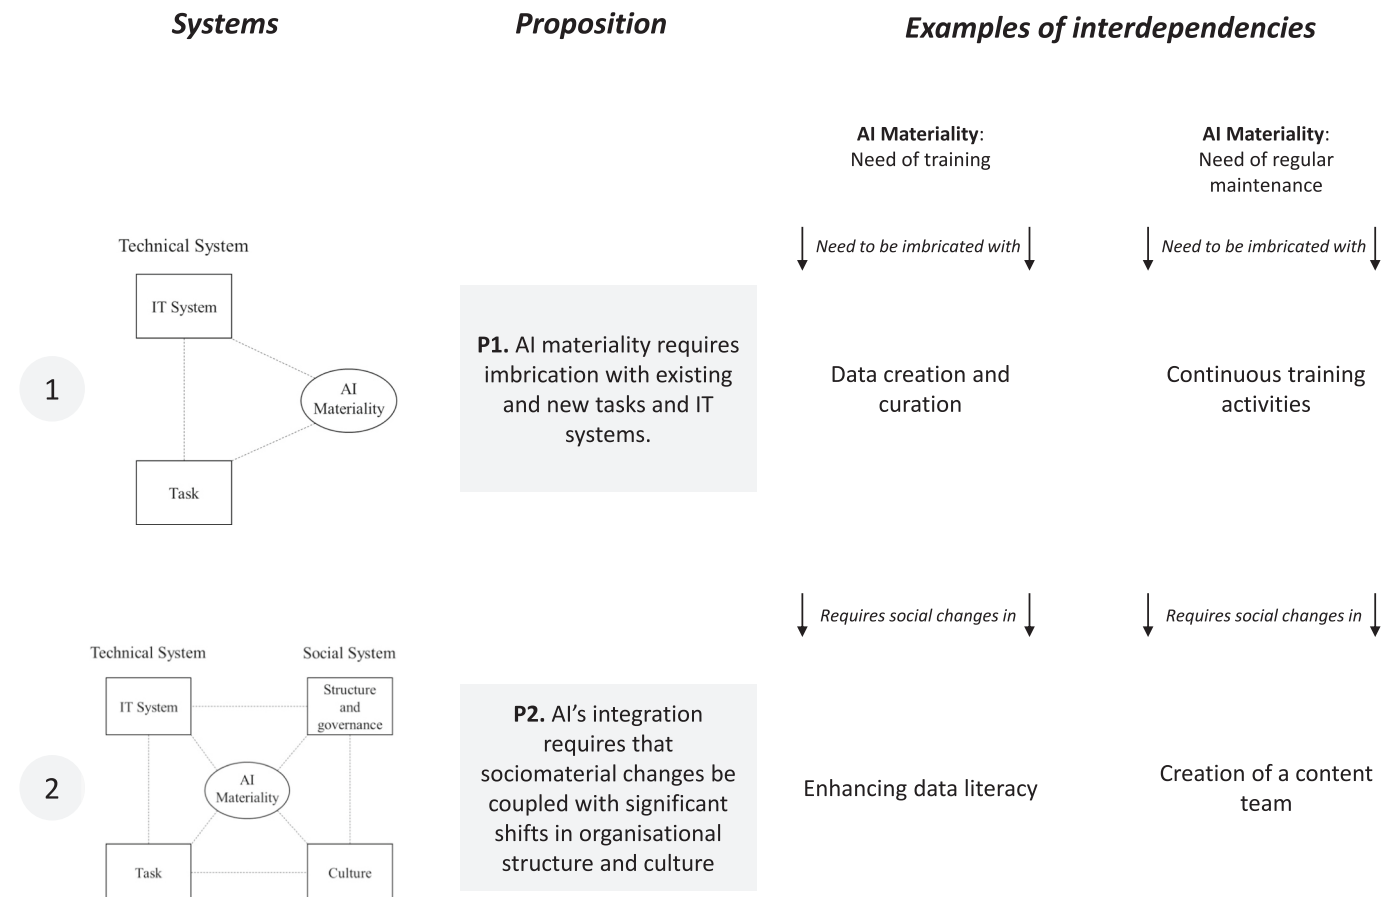 Systems
Proposition
Examples of interdependencies
AI Materiality:
Need of training
AI Materiality:
Need of regular
maintenance
Need to be imbricated with
Need to be imbricated with
1
Technical System
IT System
AI
Materiality
Task
P1. AI materiality requires
imbrication with existing
and new tasks and IT
systems.
Data creation and
curation
Continuous training
activities
Requires social changes in
Requires social changes in
2
Technical System
Social System
IT System
Structure
and
governance
AI
Materiality
Task
Culture
P2. AI’s integration
requires that
sociomaterial changes be
coupled with significant
shifts in organisational
structure and culture
Enhancing data literacy
Creation of a content
team